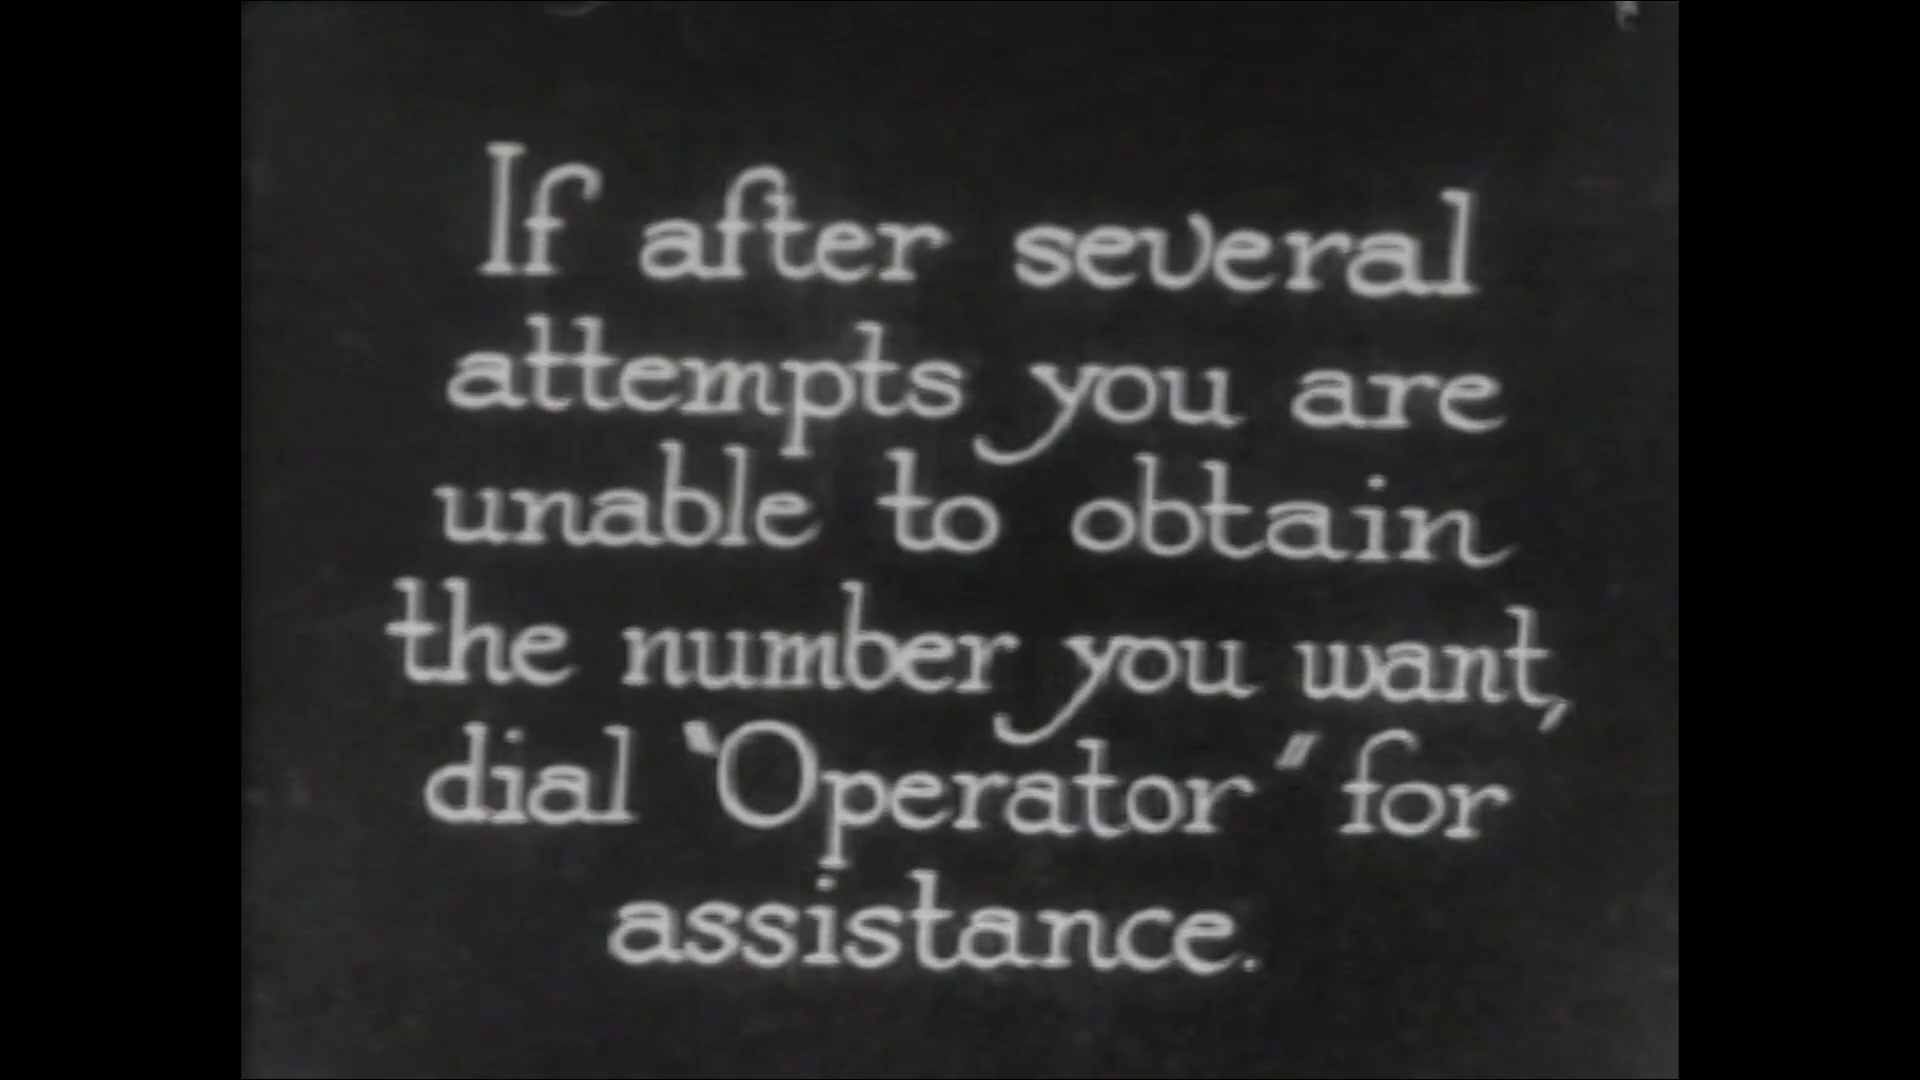 If after several
attempts you are
unable to obtain
the number you want,
dial "Operator" for
assistance.